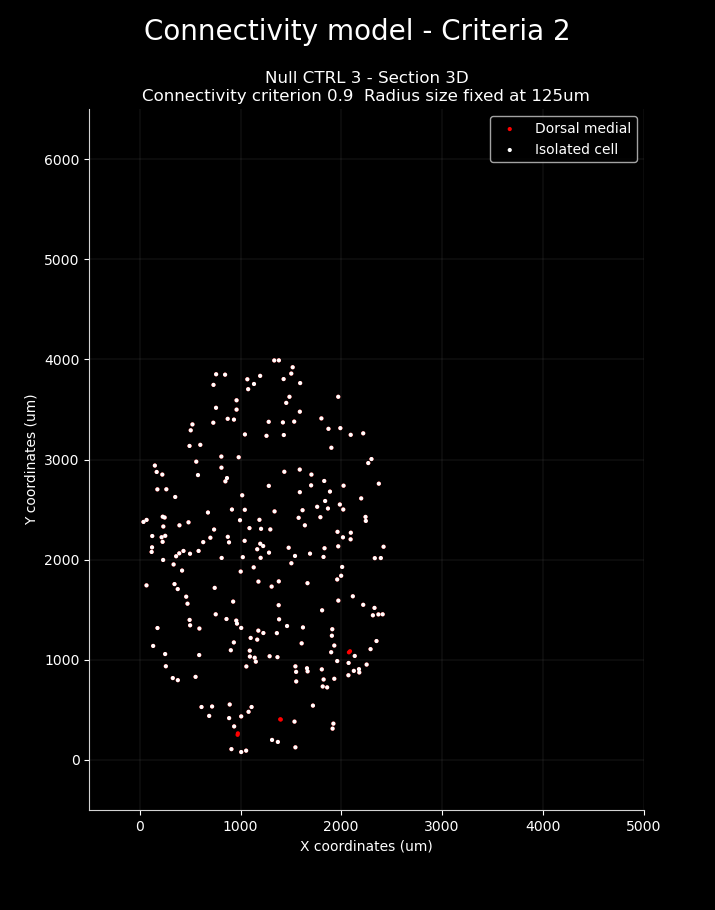 Connectivity model - Criteria 2
Null CTRL 3 - Section 3D
Connectivity criterion 0.9  Radius size fixed at 125um
Dorsal medial
Isolated cell
6000
5000
4000
3000
2000
1000
0
Y coordinates (um)
0
1000
2000
3000
4000
5000
X coordinates (um)